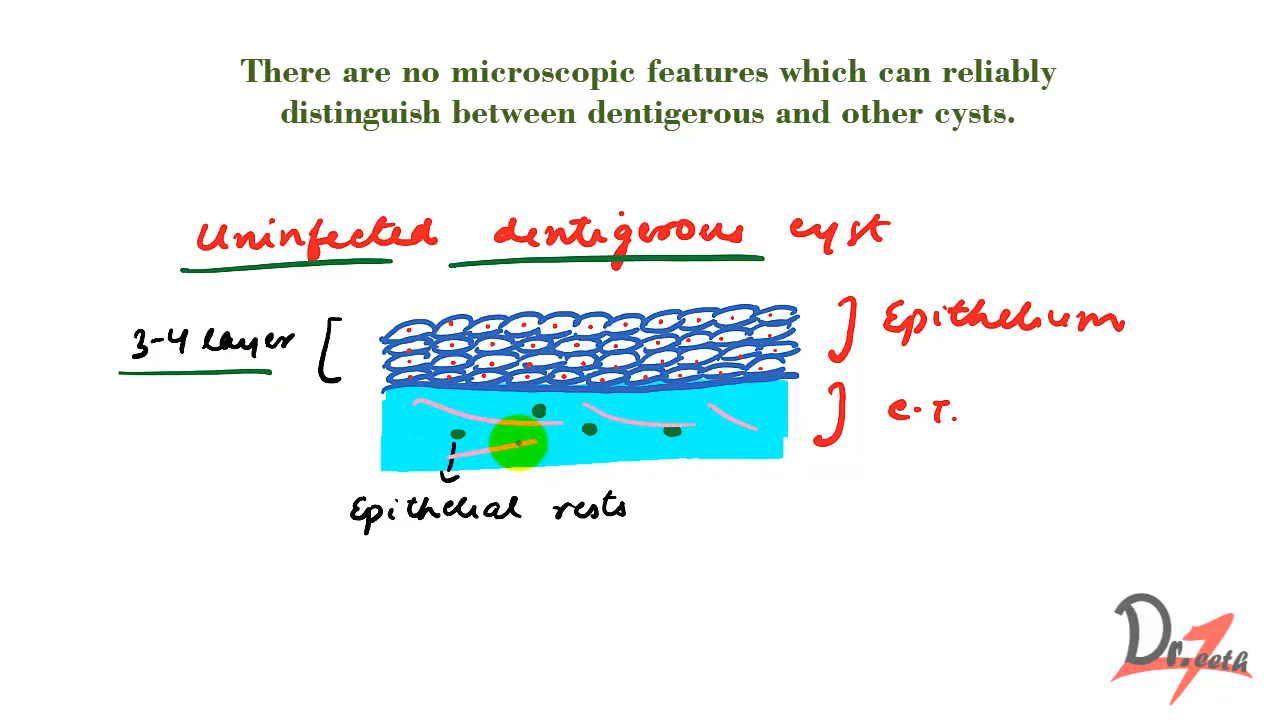 There are no microscopic features which can reliably
distinguish between dentigerous and other cysts.
Uninfected dentigerous cyst
3-4 layer
Epithelium
C.T.
Epithelial rests
Dr.eeth